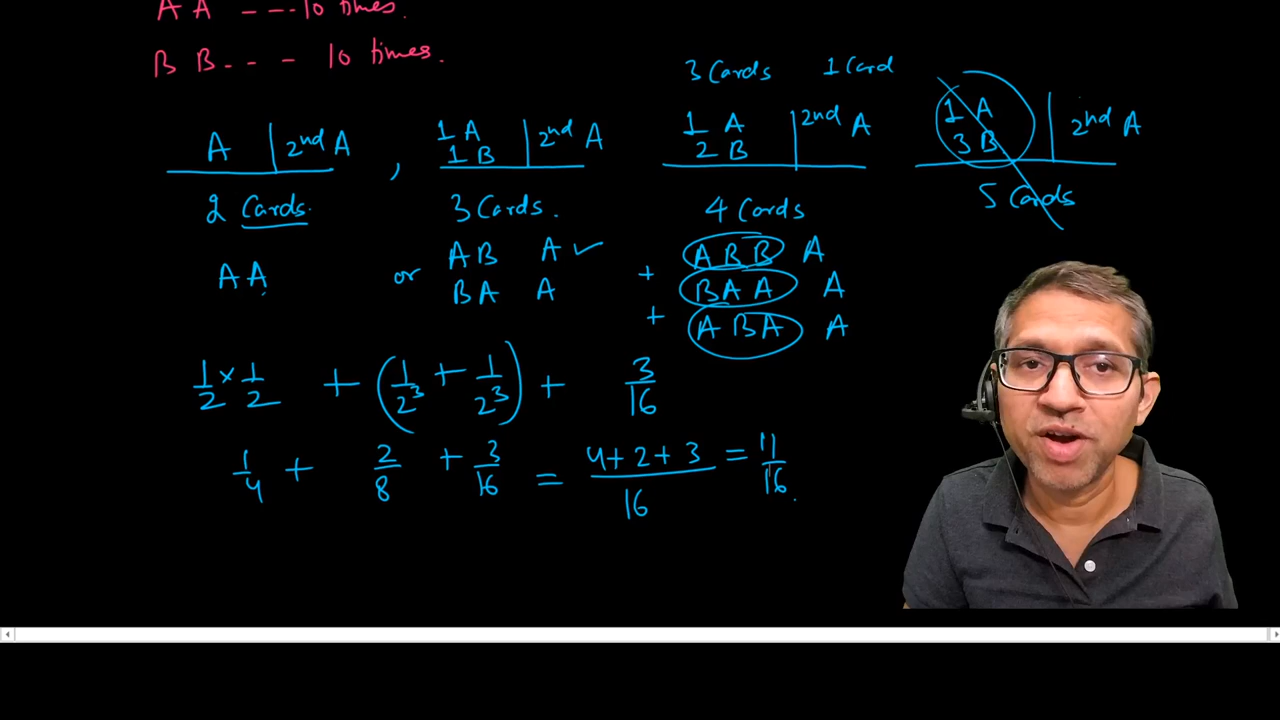 A A - - - 10 times.
B B - - - 10 times.
3 Cards 1 Card
A | 2nd A , 1 A 1 B | 2nd A 1 A 2 B | 2nd A 1 A 3 B | 2nd A
2 Cards. 3 Cards. 4 Cards 5 Cards
A A or A B A ✓ A B B A
B A A + B A A A
+ A B A A
1/2 × 1/2 + (1/2³ + 1/2³) + 3/16
1/4 + 2/8 + 3/16 = 4+2+3/16 = 11/16.